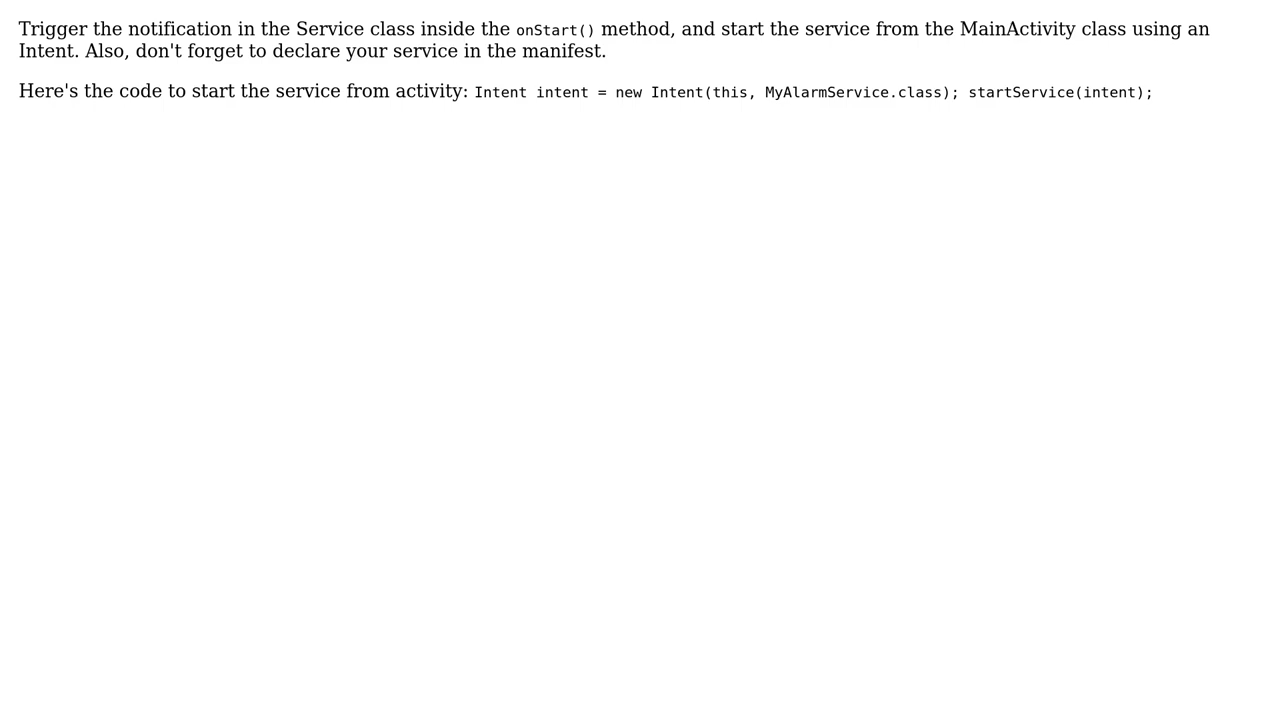 Trigger the notification in the Service class inside the onStart() method, and start the service from the MainActivity class using an
Intent. Also, don't forget to declare your service in the manifest.
Here's the code to start the service from activity: Intent intent = new Intent(this, MyAlarmService.class); startService(intent);